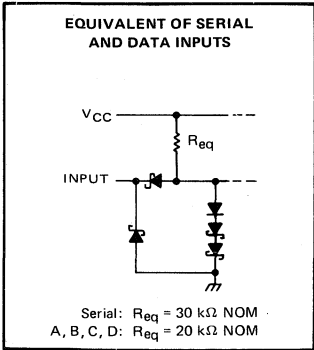 EQUIVALENT OF SERIAL
AND DATA INPUTS
VCC
Req
INPUT
Serial: Req = 30 kΩ NOM
A, B, C, D: Req = 20 kΩ NOM